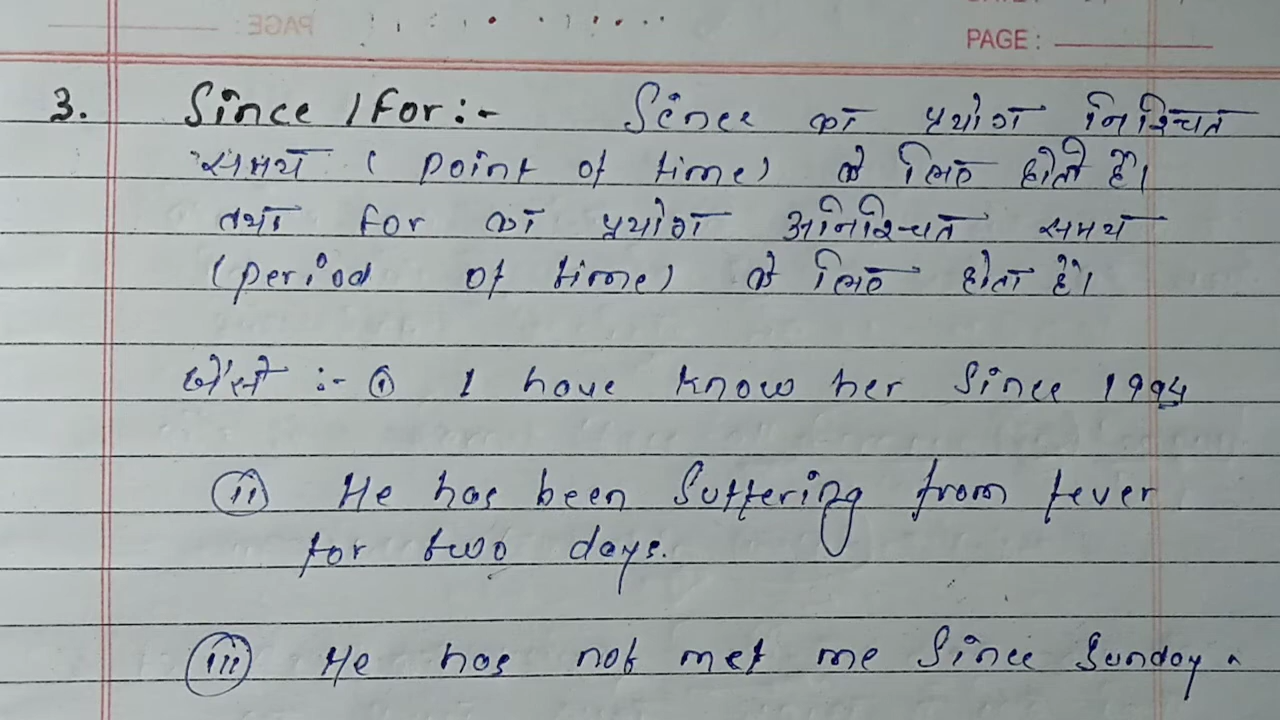 PAGE :
3. Since / For :- Since का प्रयोग निश्चित
समय ( point of time ) के लिए होते हैं।
तथा for का प्रयोग अनिश्चित समय
( period of time ) के लिए होता है।
जैसे :- (i) I have know her since 1994
(ii) He has been suffering from fever
for two days.
(iii) He has not met me since Sunday.